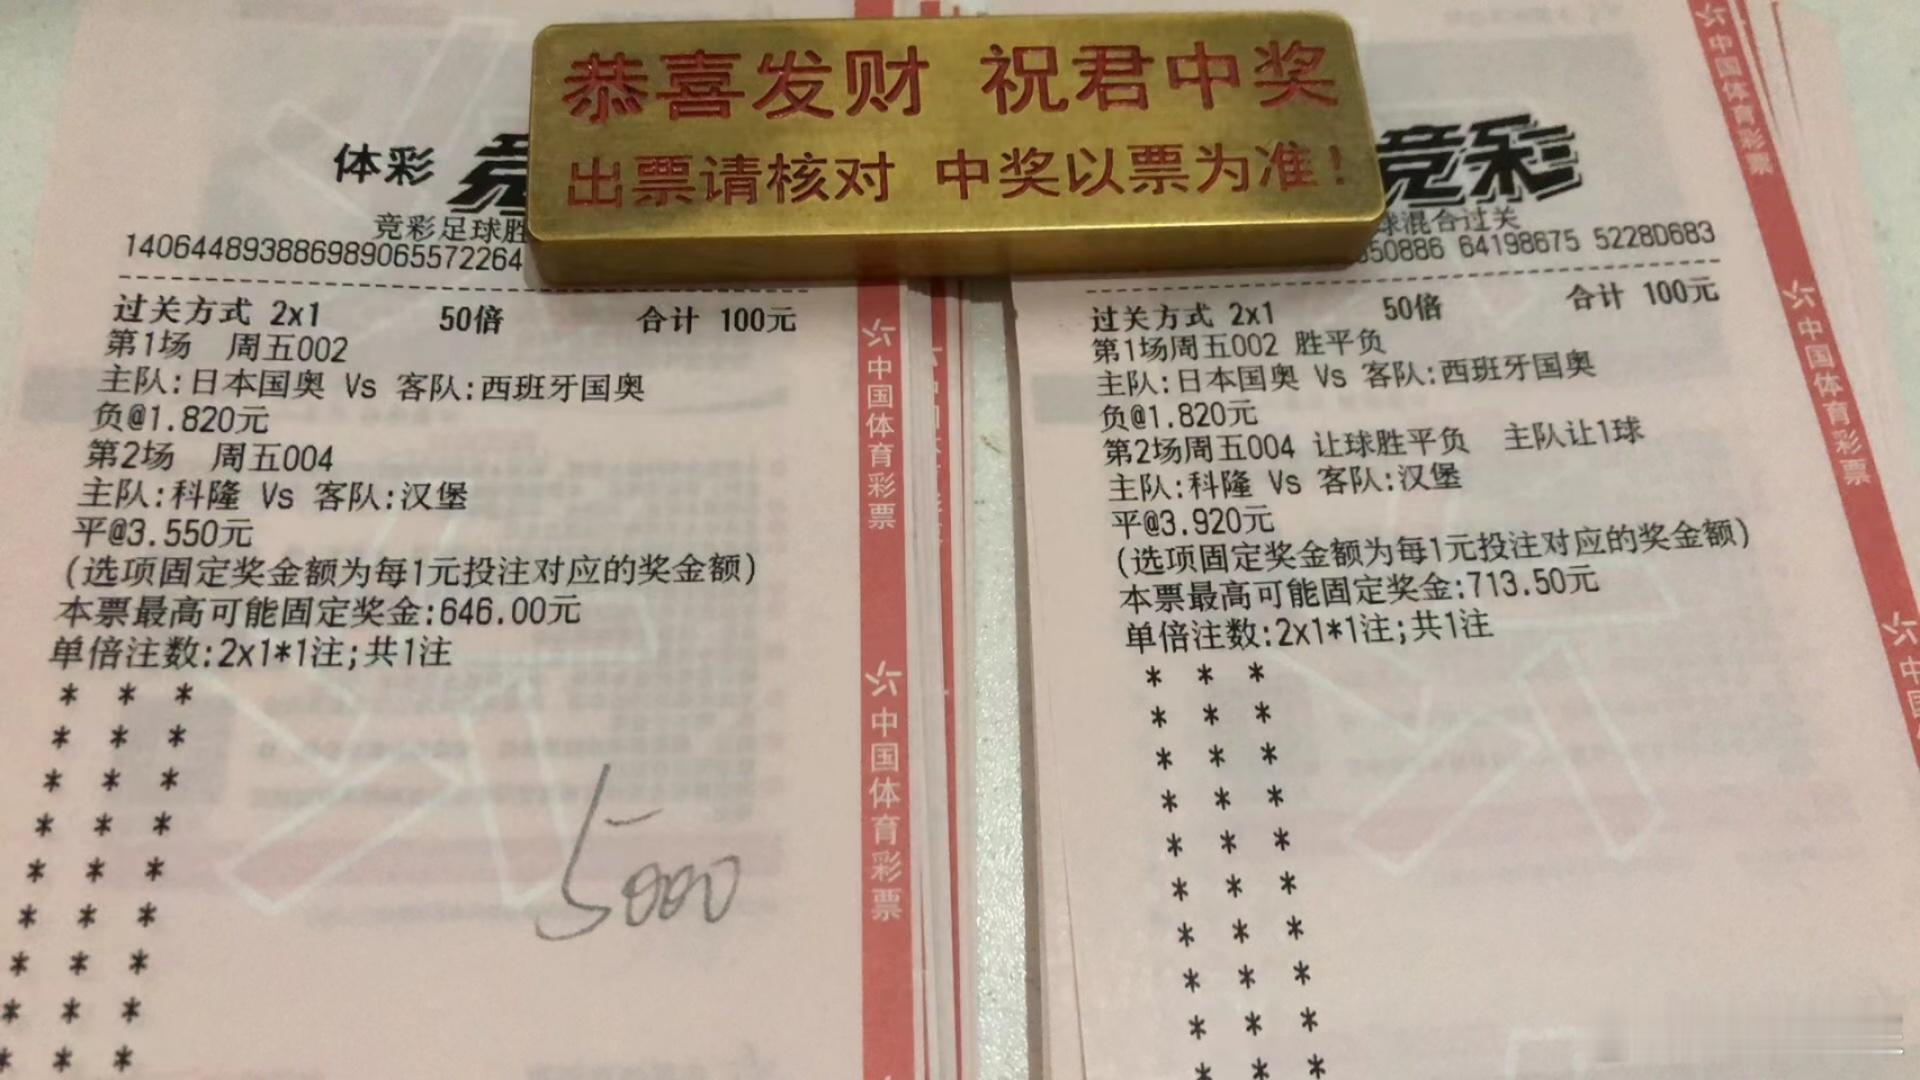 恭喜发财 祝君中奖
出票请核对 中奖以票为准！
体彩
竞彩足球胜
140644893886989065572264
过关方式 2x1 50倍 合计 100元
第1场 周五002
主队:日本国奥 Vs 客队:西班牙国奥
负@1.820元
第2场 周五004
主队:科隆 Vs 客队:汉堡
平@3.550元
(选项固定奖金额为每1元投注对应的奖金额)
本票最高可能固定奖金:646.00元
单倍注数:2x1*1注;共1注
* * *
* * *
* * *
* * *
* * *
* * *
* * *
* * *
* * *
5000
中国体育彩票
中国体育彩票
竞彩
球混合过关
50886 64198675 5228D683
过关方式 2x1 50倍 合计 100元
第1场周五002 胜平负
主队:日本国奥 Vs 客队:西班牙国奥
负@1.820元
第2场周五004 让球胜平负 主队让1球
主队:科隆 Vs 客队:汉堡
平@3.920元
(选项固定奖金额为每1元投注对应的奖金额)
本票最高可能固定奖金:713.50元
单倍注数:2x1*1注;共1注
* * *
* * *
* * *
* * *
* * *
* * *
* * *
* * *
* * *
* * *
中国体育彩票
中国体育彩票